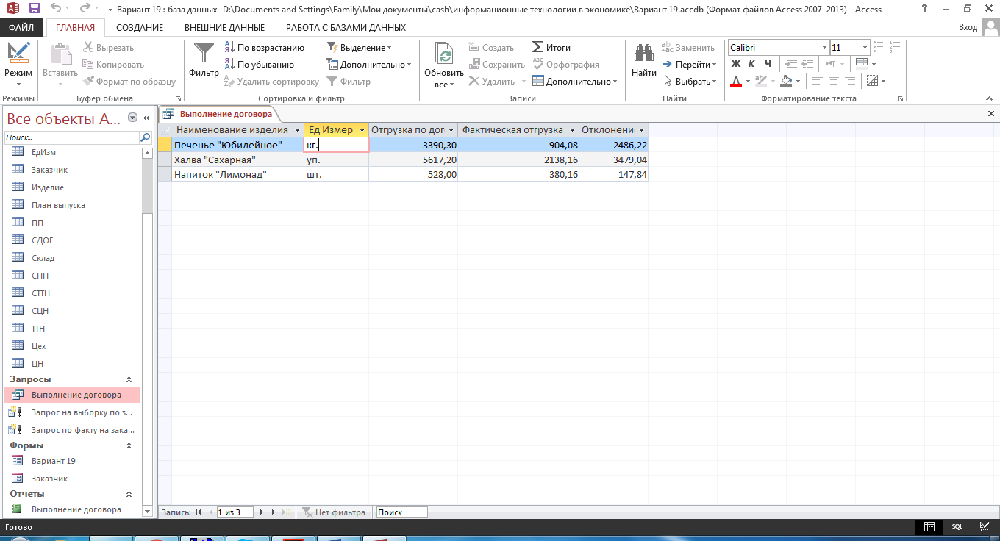 Вариант 19 : база данных- D:\Documents and Settings\Family\Мои документы\cash\информационные технологии в экономике\Вариант 19.accdb (Формат файлов Access 2007–2013) - Access
ФАЙЛ ГЛАВНАЯ СОЗДАНИЕ ВНЕШНИЕ ДАННЫЕ РАБОТА С БАЗАМИ ДАННЫХ Вход
Режим
Режимы
Вставить
Вырезать
Копировать
Формат по образцу
Буфер обмена
Фильтр
По возрастанию
По убыванию
Удалить сортировку
Выделение
Дополнительно
Фильтр
Сортировка и фильтр
Обновить все
Создать
Сохранить
Удалить
Итоги
Орфография
Дополнительно
Записи
Найти
Заменить
Перейти
Выбрать
Найти
Calibri 11
Ж К Ч
Форматирование текста
Все объекты A...
Поиск...
ЕдИзм
Заказчик
Изделие
План выпуска
ПП
СДОГ
Склад
СПП
СТТН
СЦН
ТТН
Цех
ЦН
Запросы
Выполнение договора
Запрос на выборку по з...
Запрос по факту на зака...
Формы
Вариант 19
Заказчик
Отчеты
Выполнение договора
Выполнение договора
Наименование изделия Ед Измер Отгрузка по дог Фактическая отгрузка Отклонение
Печенье "Юбилейное" кг. 3390,30 904,08 2486,22
Халва "Сахарная" уп. 5617,20 2138,16 3479,04
Напиток "Лимонад" шт. 528,00 380,16 147,84
Запись: 1 из 3 Нет фильтра Поиск
Готово SQL